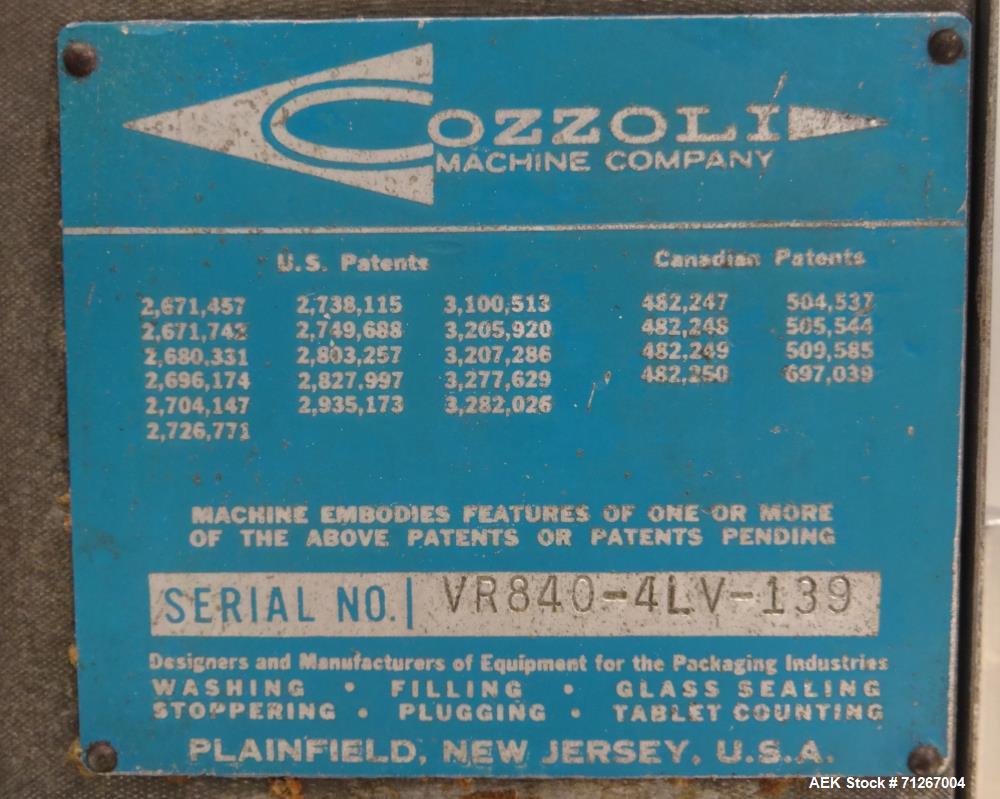 COZZOLI
MACHINE COMPANY
U.S. Patents Canadian Patents
2,671,457 2,738,115 3,100,513 482,247 504,537
2,671,742 2,749,688 3,205,920 482,248 505,544
2,680,331 2,803,257 3,207,286 482,249 509,585
2,696,174 2,827,997 3,277,629 482,250 697,039
2,704,147 2,935,173 3,282,026
2,726,771
MACHINE EMBODIES FEATURES OF ONE OR MORE
OF THE ABOVE PATENTS OR PATENTS PENDING
SERIAL NO. VR840-4LV-139
Designers and Manufacturers of Equipment for the Packaging Industries
WASHING • FILLING • GLASS SEALING
STOPPERING • PLUGGING • TABLET COUNTING
PLAINFIELD, NEW JERSEY, U.S.A.
AEK Stock # 71267004